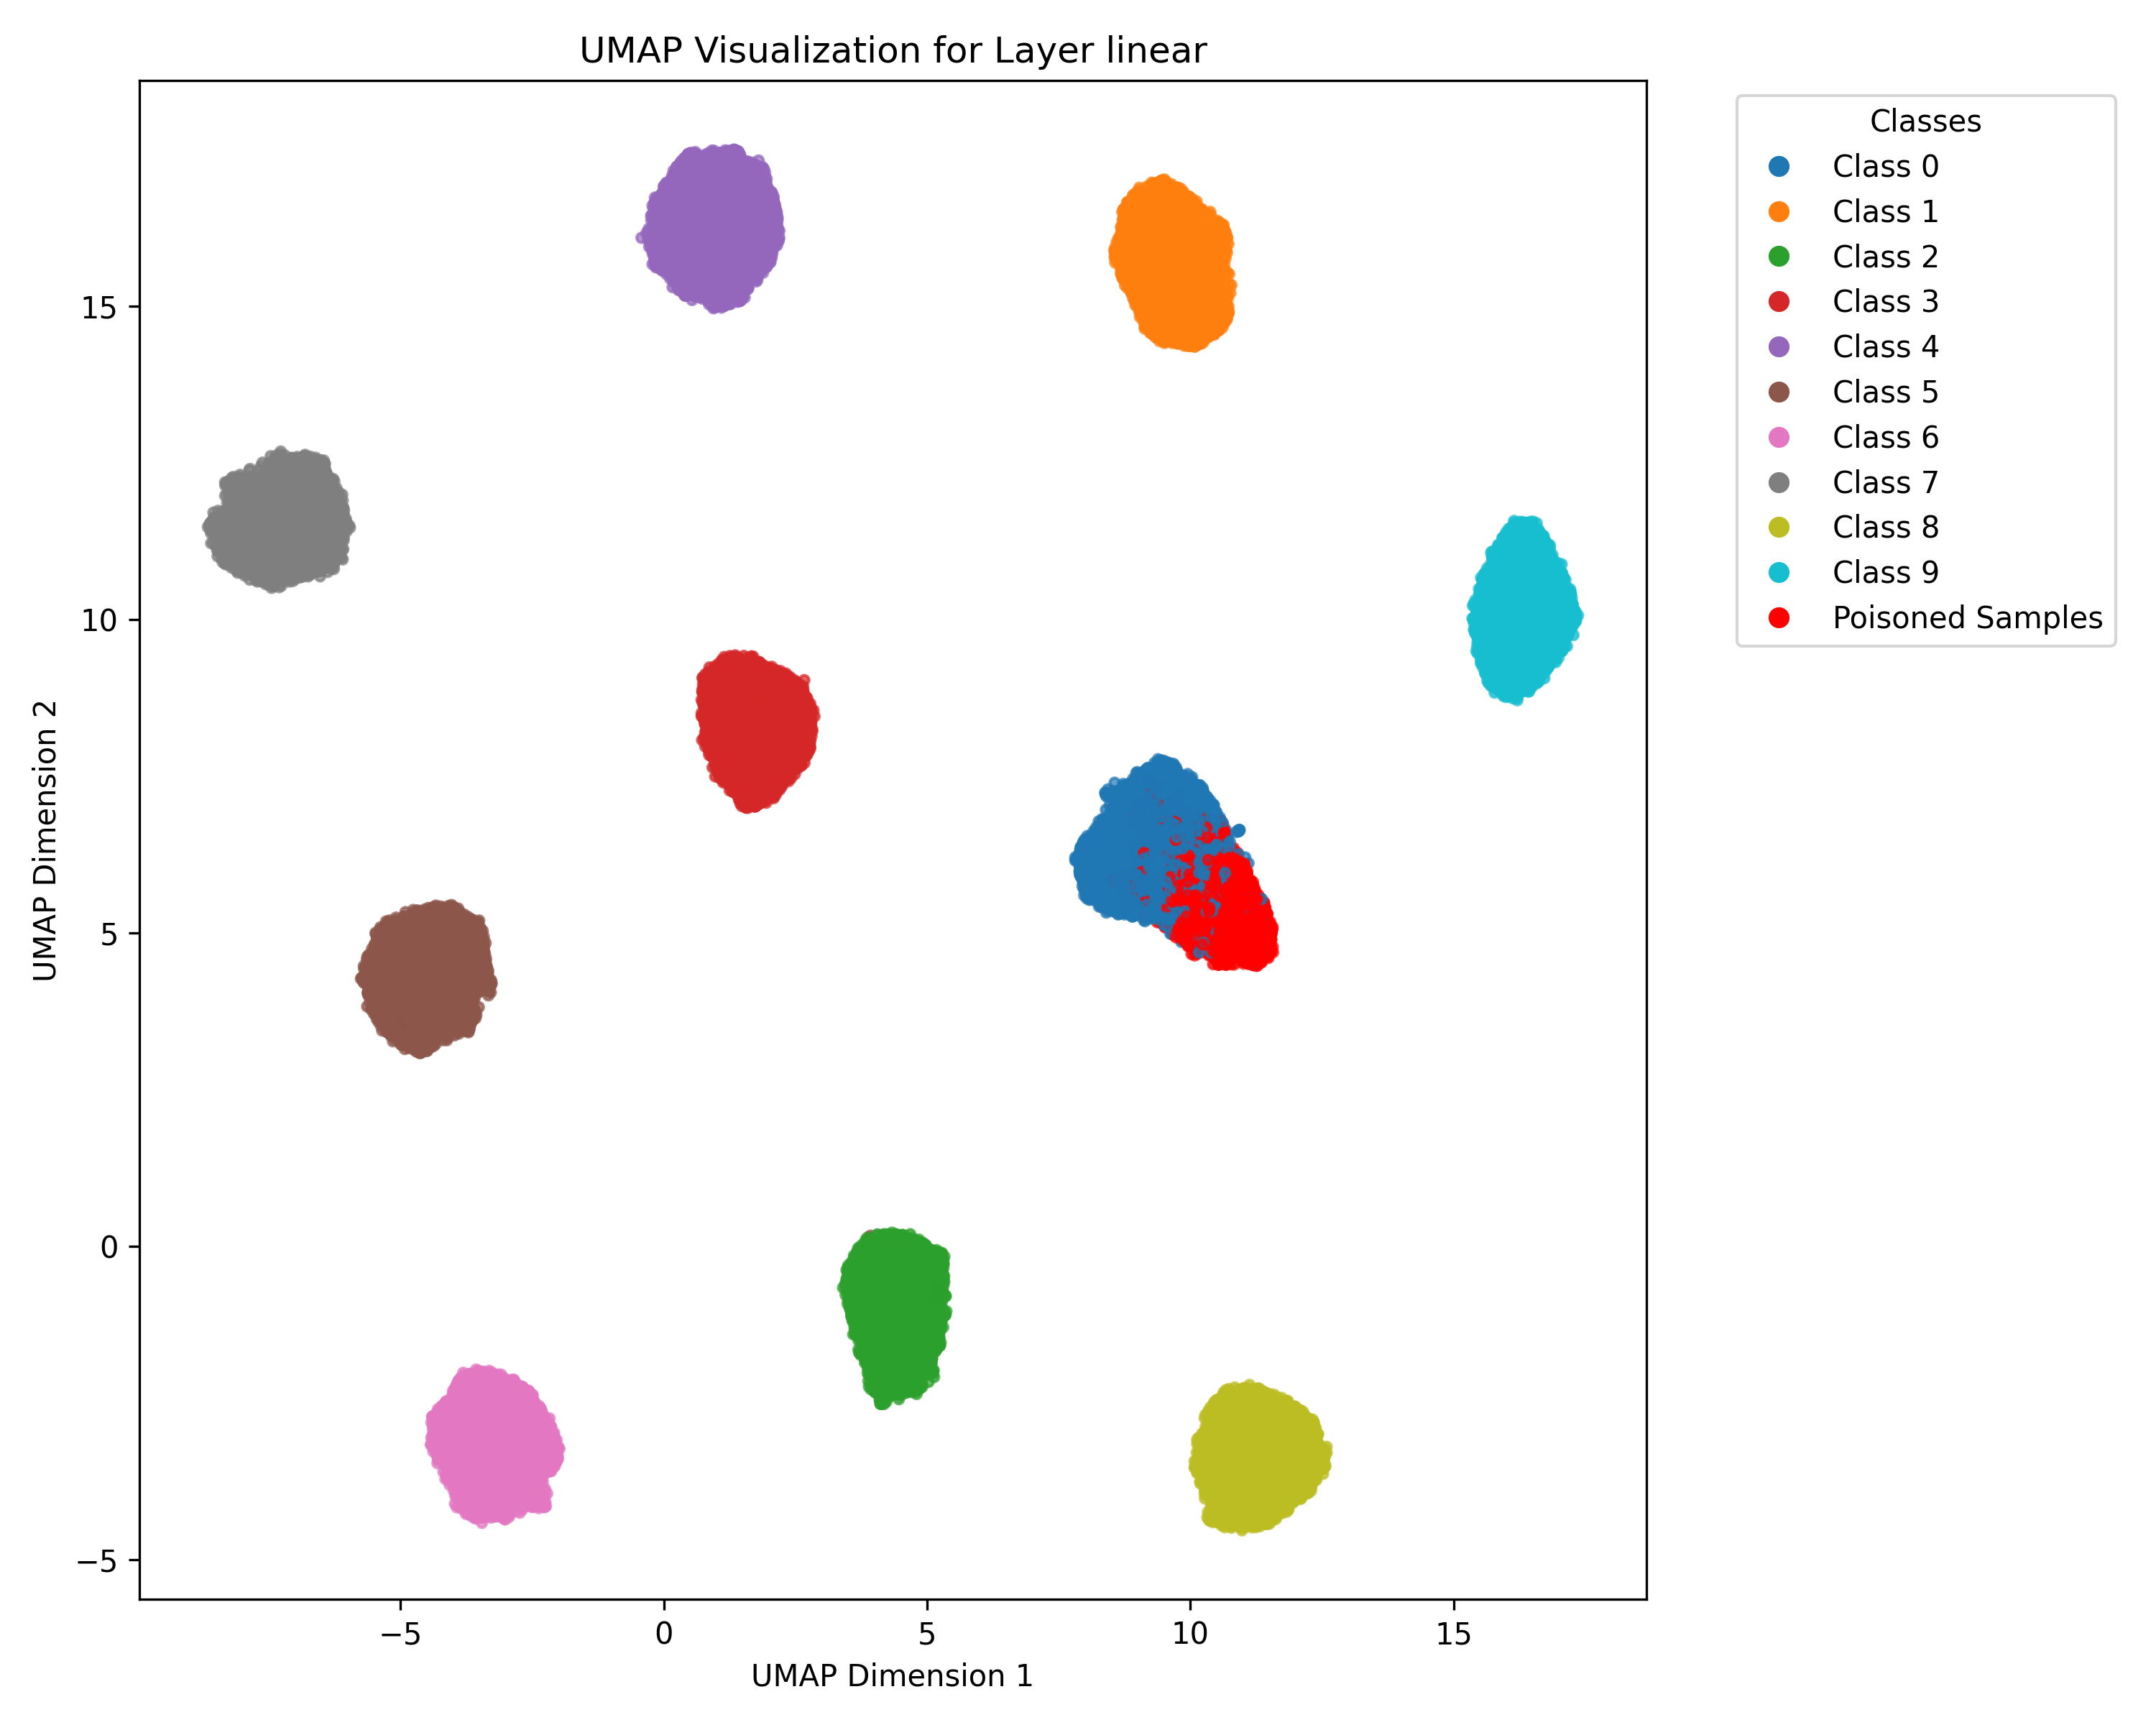 UMAP Visualization for Layer linear
Classes
Class 0
Class 1
Class 2
Class 3
Class 4
Class 5
Class 6
Class 7
Class 8
Class 9
Poisoned Samples
UMAP Dimension 2
15
10
5
0
−5
−5
0
5
10
15
UMAP Dimension 1